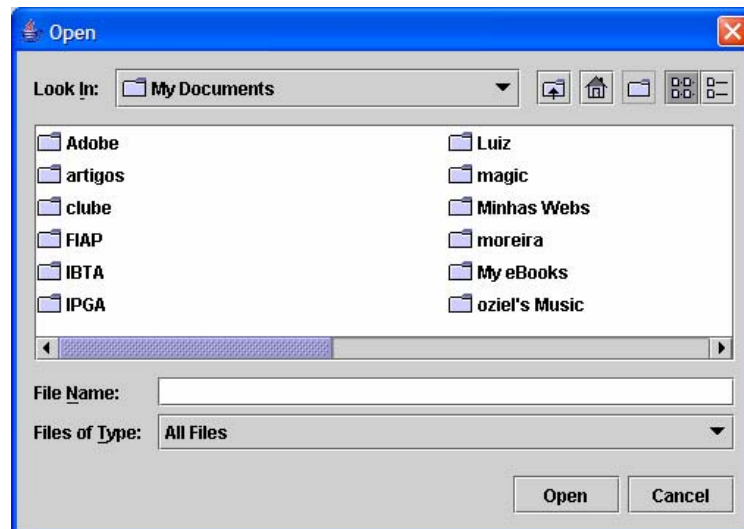 Open
Look In: My Documents
Adobe Luiz
artigos magic
clube Minhas Webs
FIAP moreira
IBTA My eBooks
IPGA oziel's Music
File Name:
Files of Type: All Files
Open Cancel